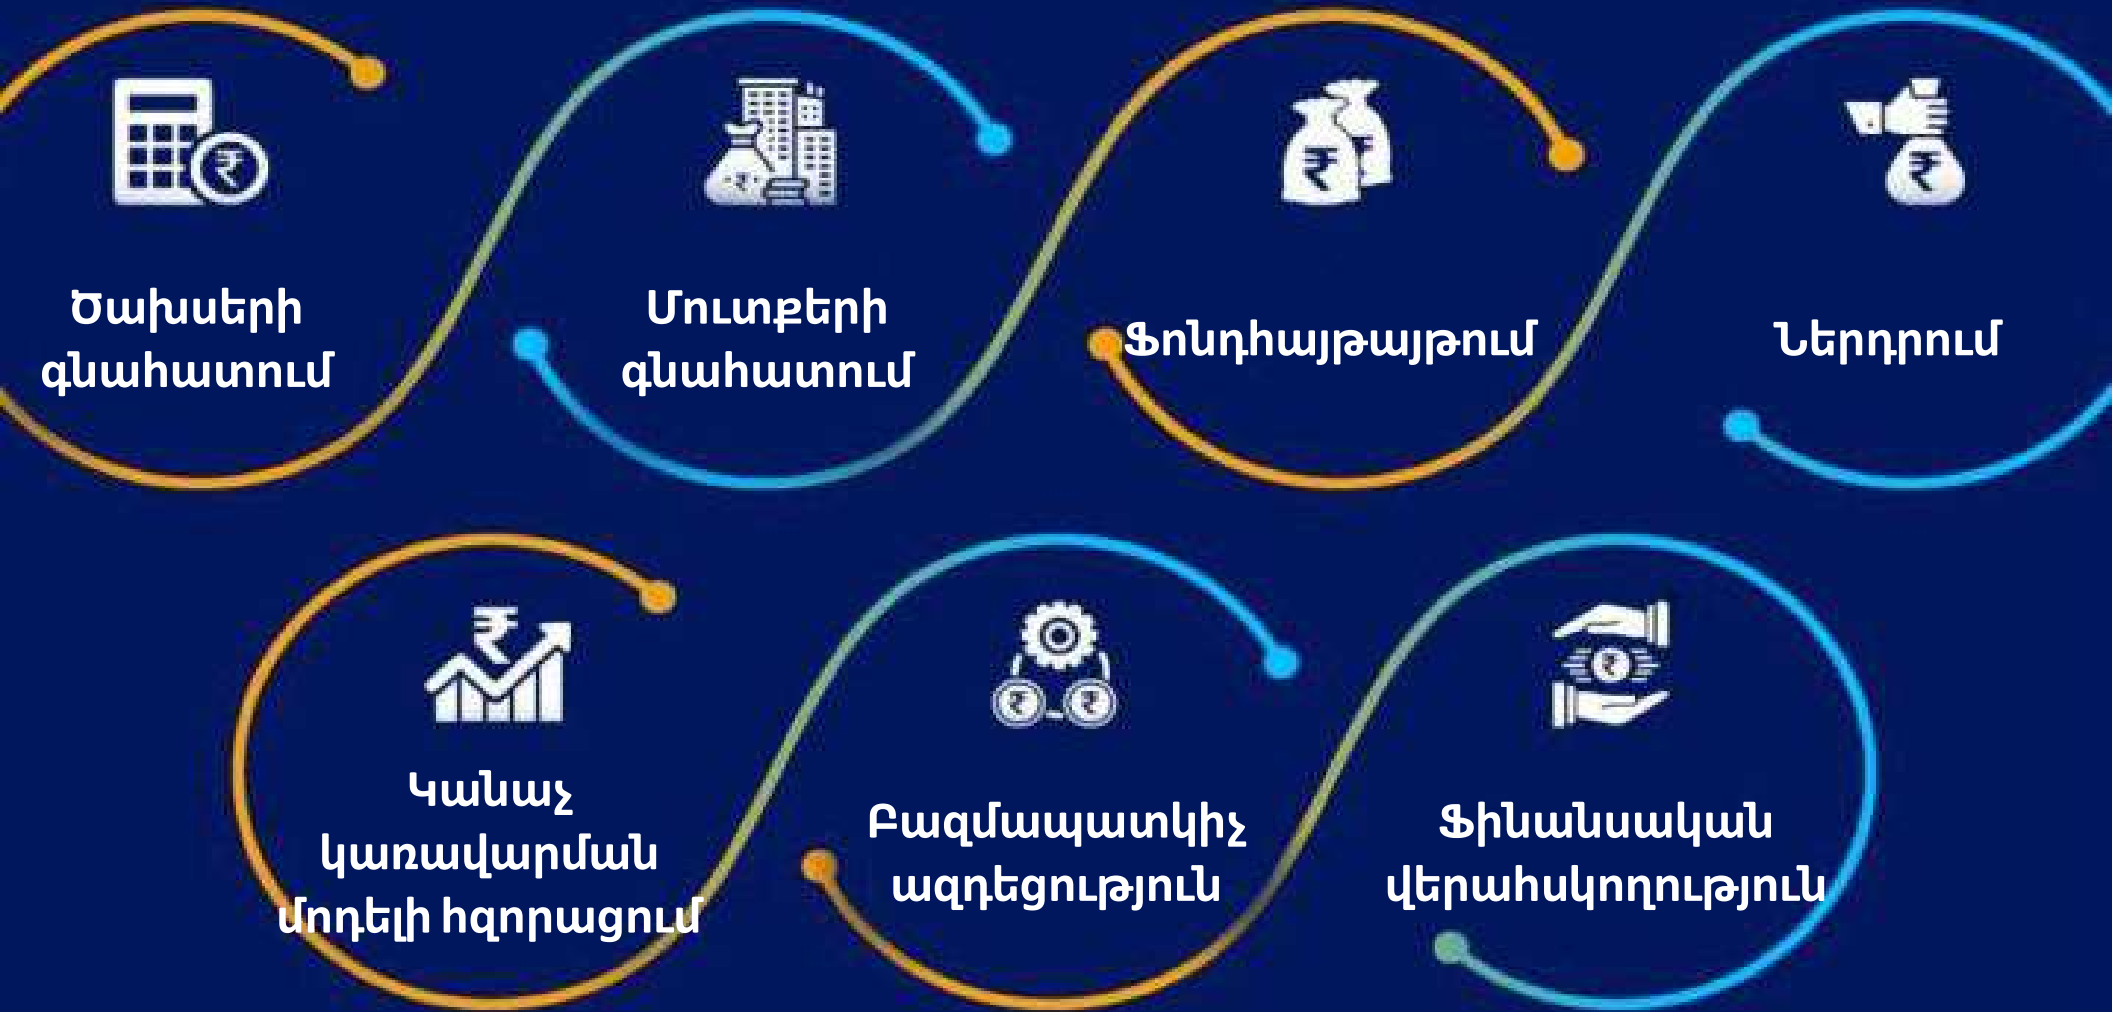 Ծախսերի
գնահատում
Մուտքերի
գնահատում
Ֆոնդհայթայթում
Ներդրում
Կանաչ
կառավարման
մոդելի հզորացում
Բազմապատկիչ
ազդեցություն
Ֆինանսական
վերահսկողություն